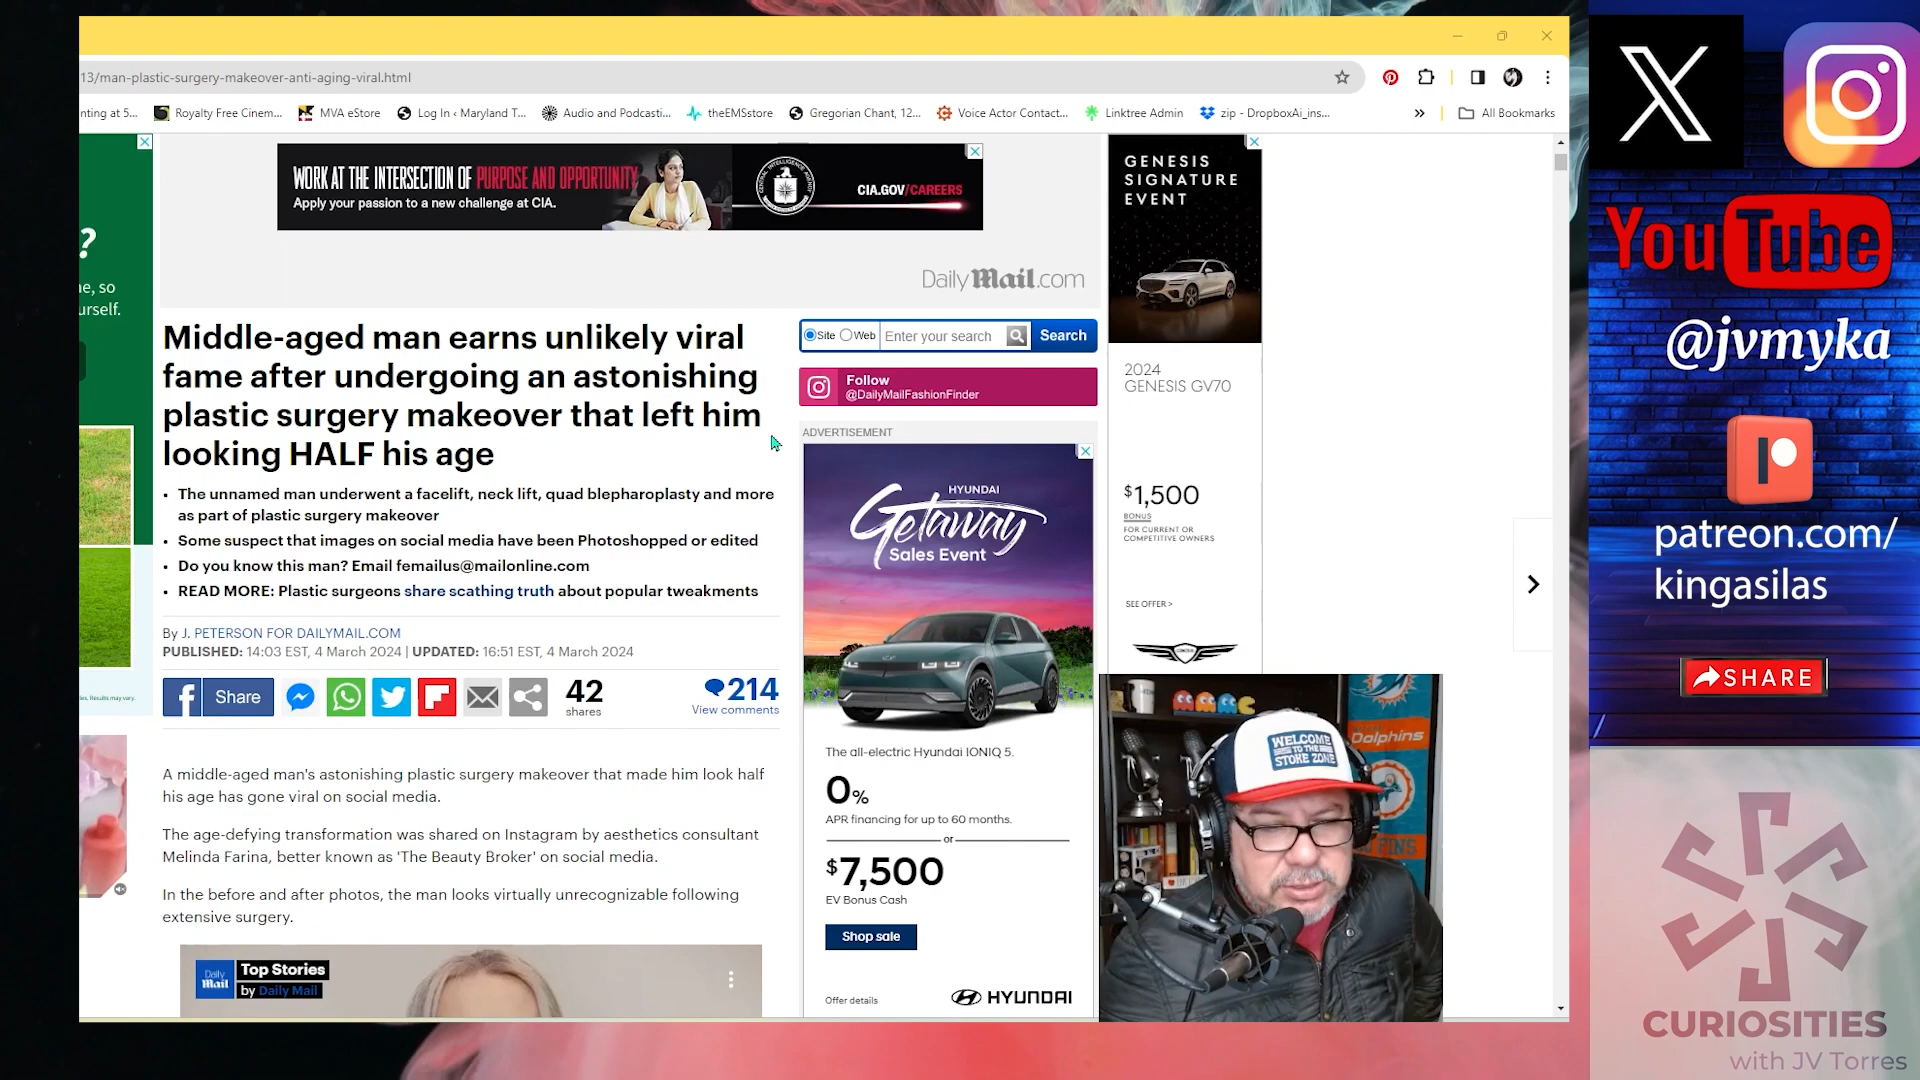 13/man-plastic-surgery-makeover-anti-aging-viral.html
nting at 5...
Royalty Free Cinem...
MVA eStore
Log In ‹ Maryland T...
Audio and Podcasti...
theEMSstore
Gregorian Chant, 12...
Voice Actor Contact...
Linktree Admin
zip - DropboxAi_ins...
»
All Bookmarks
?
ne, so
urself.
WORK AT THE INTERSECTION OF PURPOSE AND OPPORTUNITY
Apply your passion to a new challenge at CIA.
CIA.GOV/CAREERS
DailyMail.com
Middle-aged man earns unlikely viral
fame after undergoing an astonishing
plastic surgery makeover that left him
looking HALF his age
• The unnamed man underwent a facelift, neck lift, quad blepharoplasty and more
as part of plastic surgery makeover
• Some suspect that images on social media have been Photoshopped or edited
• Do you know this man? Email femailus@mailonline.com
• READ MORE: Plastic surgeons share scathing truth about popular tweakments
By J. PETERSON FOR DAILYMAIL.COM
PUBLISHED: 14:03 EST, 4 March 2024 | UPDATED: 16:51 EST, 4 March 2024
Share
42
shares
214
View comments
A middle-aged man's astonishing plastic surgery makeover that made him look half
his age has gone viral on social media.
The age-defying transformation was shared on Instagram by aesthetics consultant
Melinda Farina, better known as 'The Beauty Broker' on social media.
In the before and after photos, the man looks virtually unrecognizable following
extensive surgery.
Daily
Mail
Top Stories
by Daily Mail
Site
Web
Enter your search
Search
Follow
@DailyMailFashionFinder
ADVERTISEMENT
HYUNDAI
Getaway
Sales Event
The all-electric Hyundai IONIQ 5.
0%
APR financing for up to 60 months.
or
$7,500
EV Bonus Cash
Shop sale
Offer details
HYUNDAI
GENESIS
SIGNATURE
EVENT
2024
GENESIS GV70
$1,500
BONUS
FOR CURRENT OR
COMPETITIVE OWNERS
SEE OFFER >
WELCOME
TO THE
STOKE ZONE
Dolphins
X
YouTube
@jvmyka
patreon.com/
kingasilas
SHARE
CURIOSITIES
with JV Torres